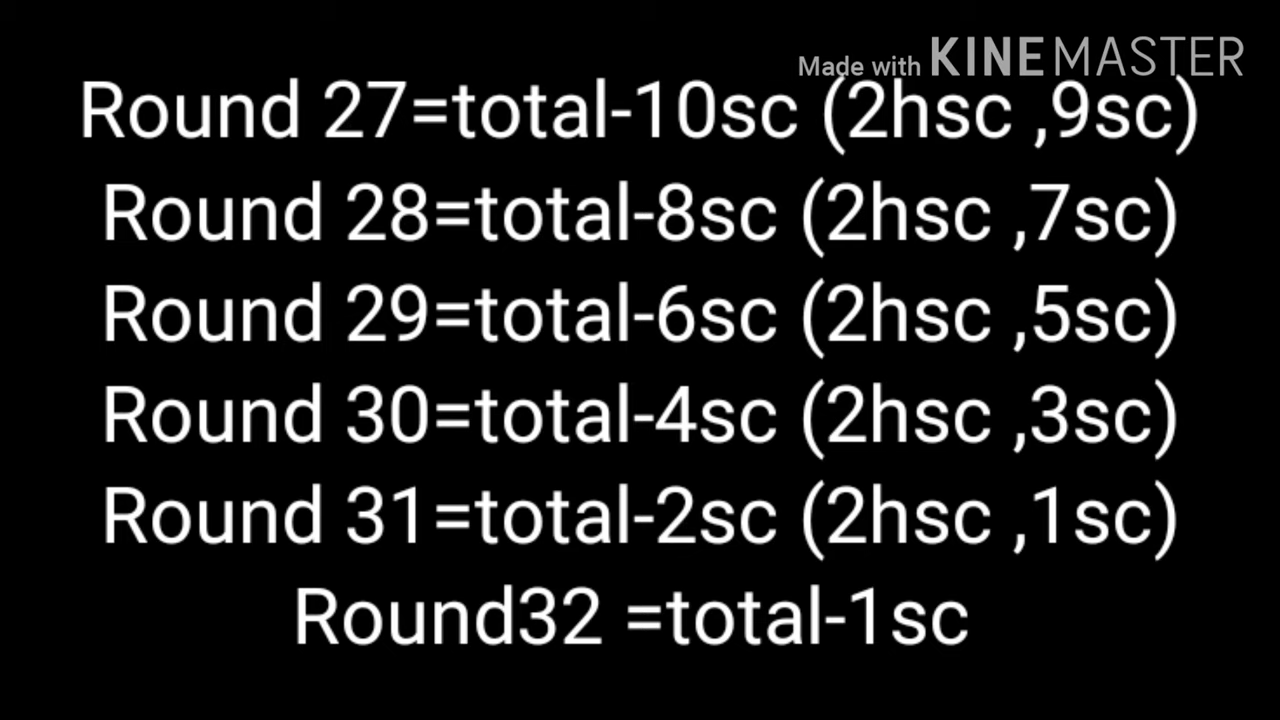 Made with KINEMASTER
Round 27=total-10sc (2hsc ,9sc)
Round 28=total-8sc (2hsc ,7sc)
Round 29=total-6sc (2hsc ,5sc)
Round 30=total-4sc (2hsc ,3sc)
Round 31=total-2sc (2hsc ,1sc)
Round32 =total-1sc